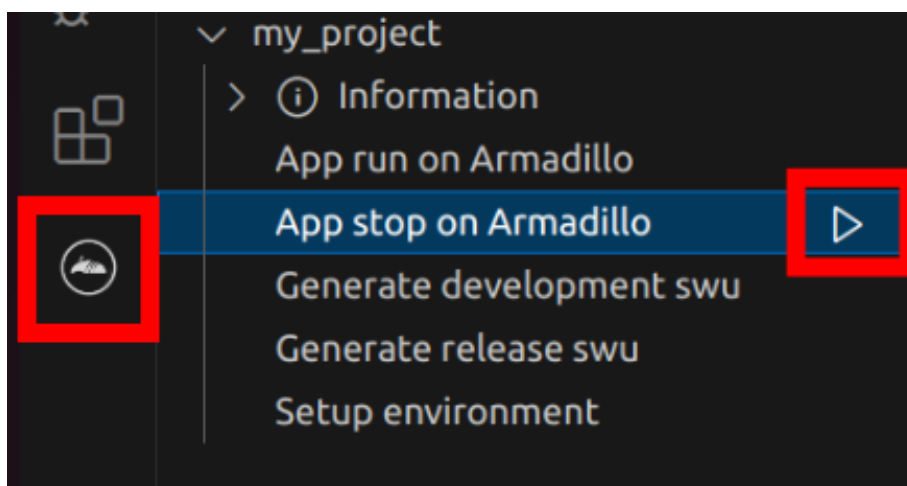 my_project
Information
App run on Armadillo
App stop on Armadillo
Generate development swu
Generate release swu
Setup environment